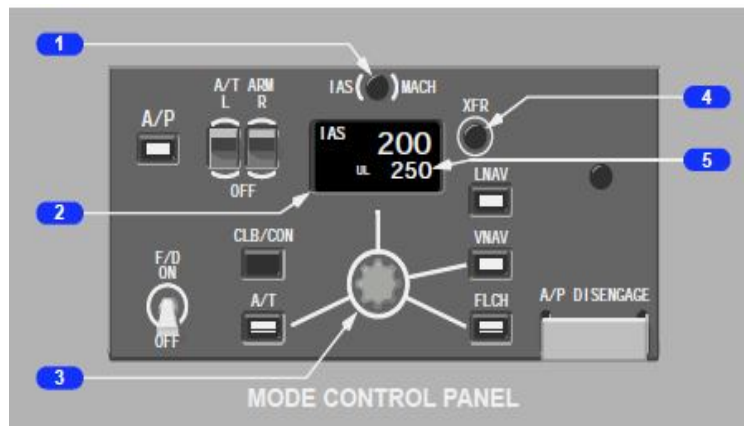 1
A/T ARM
L R
IAS ( ) MACH
XFR
4
A/P
IAS 200
UL 250
5
OFF
LNAV
2
CLB/CON
VNAV
F/D
ON
A/T
FLCH
A/P DISENGAGE
OFF
3
MODE CONTROL PANEL